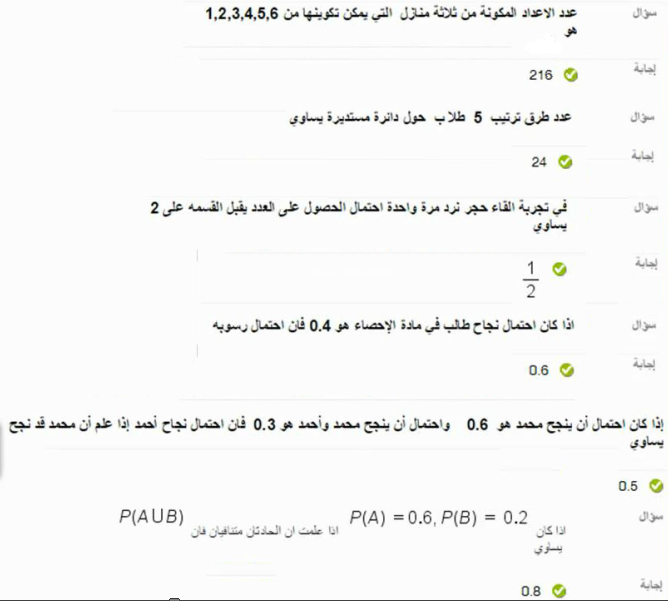 سؤال
عدد الاعداد المكونة من ثلاثة منازل التي يمكن تكوينها من 1,2,3,4,5,6
هو
إجابة
216
سؤال
عدد طرق ترتيب 5 طلا ب حول دائرة مستديرة يساوي
إجابة
24
سؤال
في تجربة القاء حجر نرد مرة واحدة احتمال الحصول على العدد يقبل القسمه على 2
يساوي
إجابة
1
2
سؤال
اذا كان احتمال نجاح طالب في مادة الإحصاء هو 0.4 فان احتمال رسوبه
إجابة
0.6
إذا كان احتمال أن ينجح محمد هو 0.6 واحتمال أن ينجح محمد وأحمد هو 0.3 فان احتمال نجاح أحمد إذا علم أن محمد قد نجح
يساوي
0.5
سؤال
اذا كان P(A) = 0.6, P(B) = 0.2 اذا علمت ان الحادثان متنافيان فان P(A∪B)
يساوي
إجابة
0.8